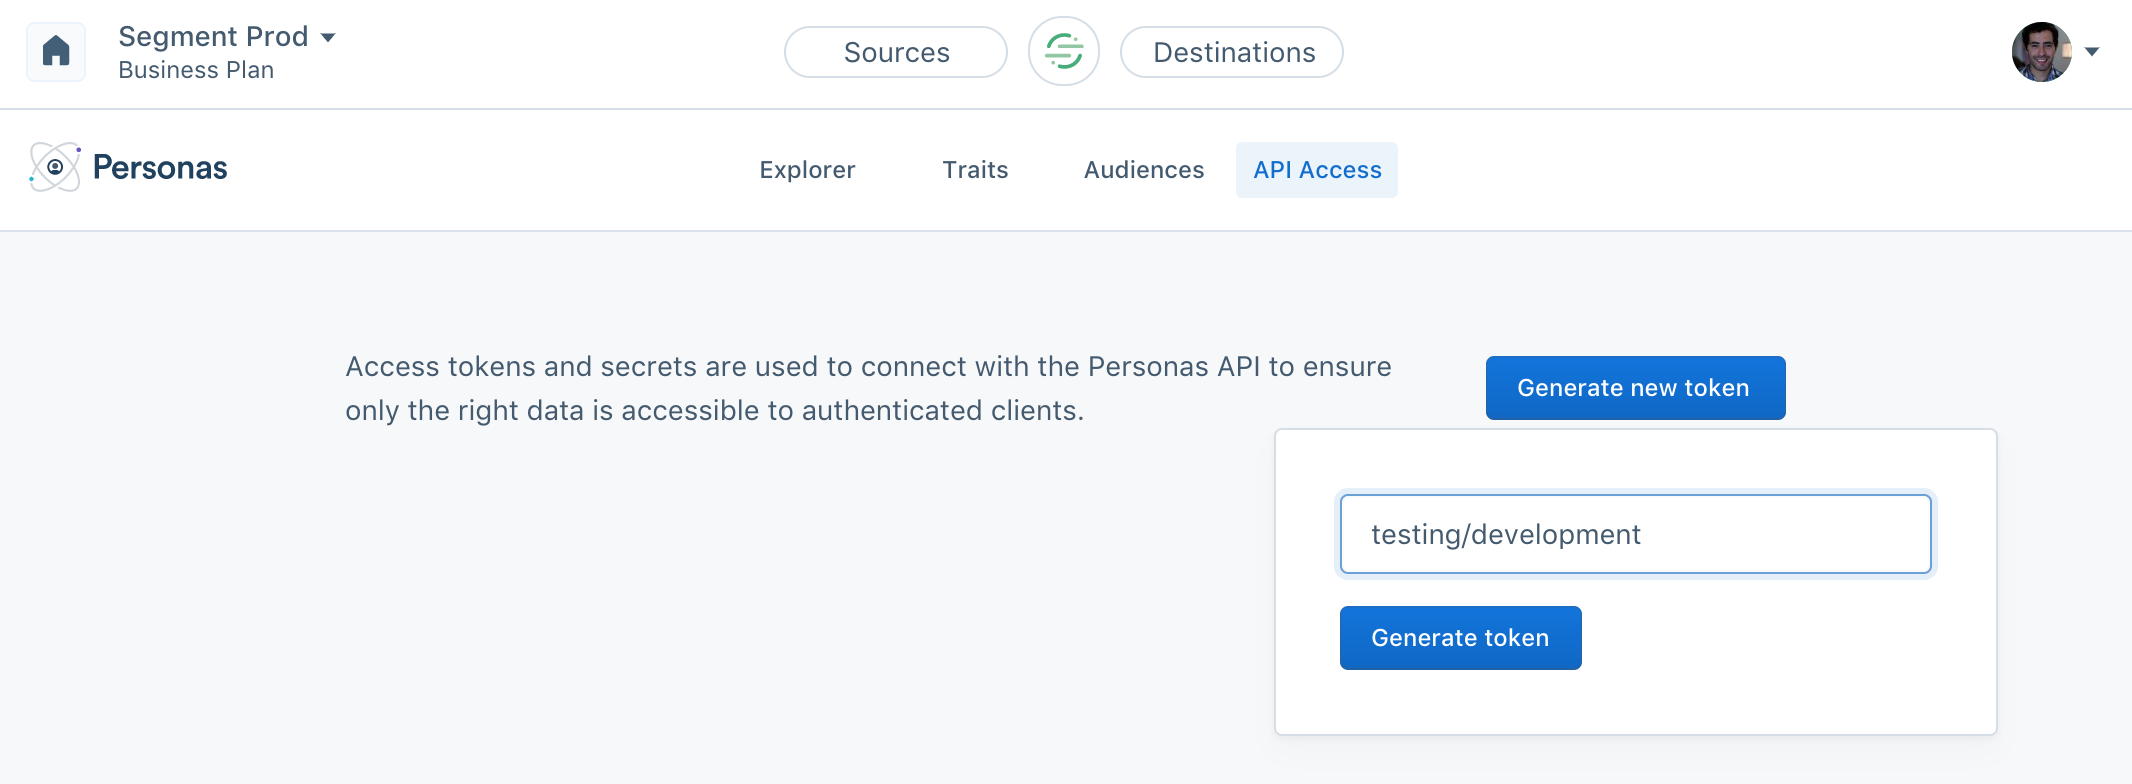 Segment Prod
Business Plan
Sources
Destinations
Personas
Explorer
Traits
Audiences
API Access
Access tokens and secrets are used to connect with the Personas API to ensure
only the right data is accessible to authenticated clients.
Generate new token
testing/development
Generate token